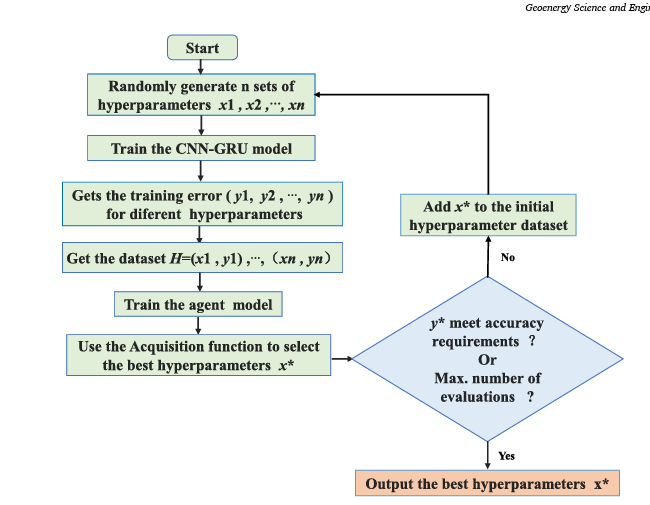 Geoenergy Science and Engi
Start
Randomly generate n sets of
hyperparameters x1 , x2 ,···, xn
Train the CNN-GRU model
Gets the training error ( y1, y2 , ···, yn )
for diferent hyperparameters
Get the dataset H=(x1 , y1) ,···, （xn , yn）
Train the agent model
Use the Acquisition function to select
the best hyperparameters x*
Add x* to the initial
hyperparameter dataset
No
y* meet accuracy
requirements ？
Or
Max. number of
evaluations ？
Yes
Output the best hyperparameters x*